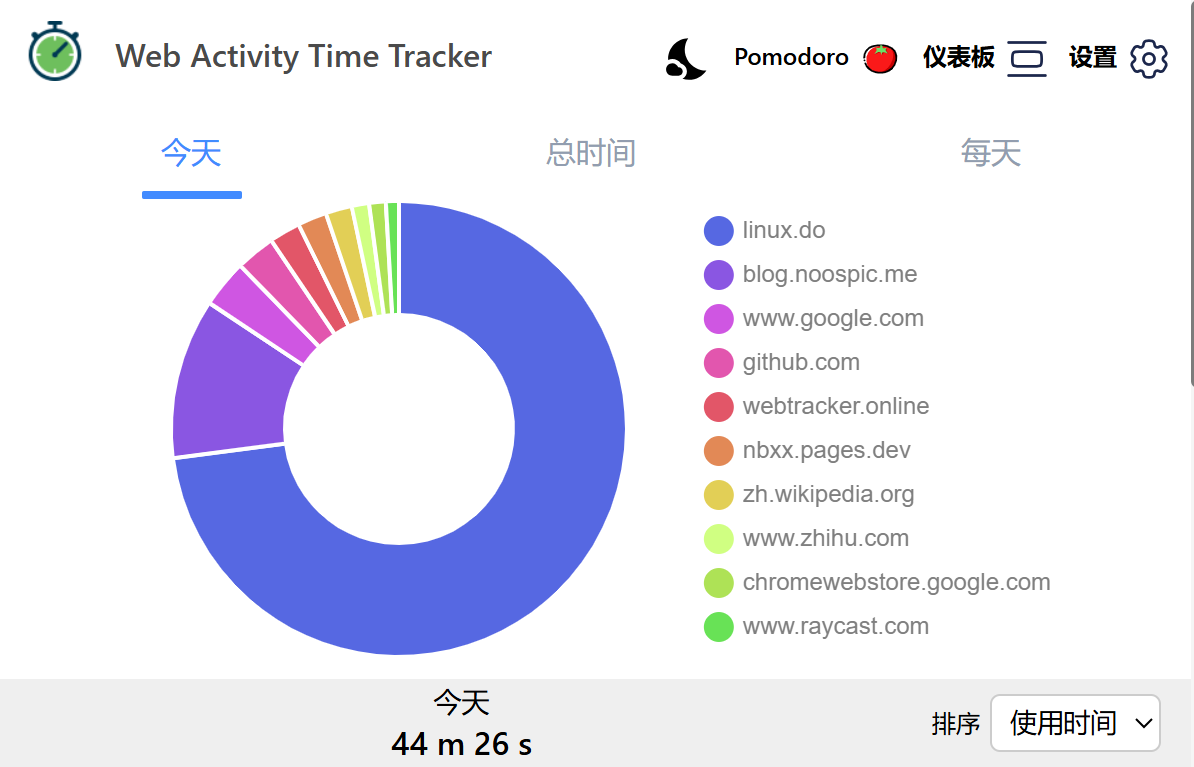 Web Activity Time Tracker
Pomodoro 仪表板 设置
今天 总时间 每天
linux.do
blog.noospic.me
www.google.com
github.com
webtracker.online
nbxx.pages.dev
zh.wikipedia.org
www.zhihu.com
chromewebstore.google.com
www.raycast.com
今天
44 m 26 s
排序 使用时间